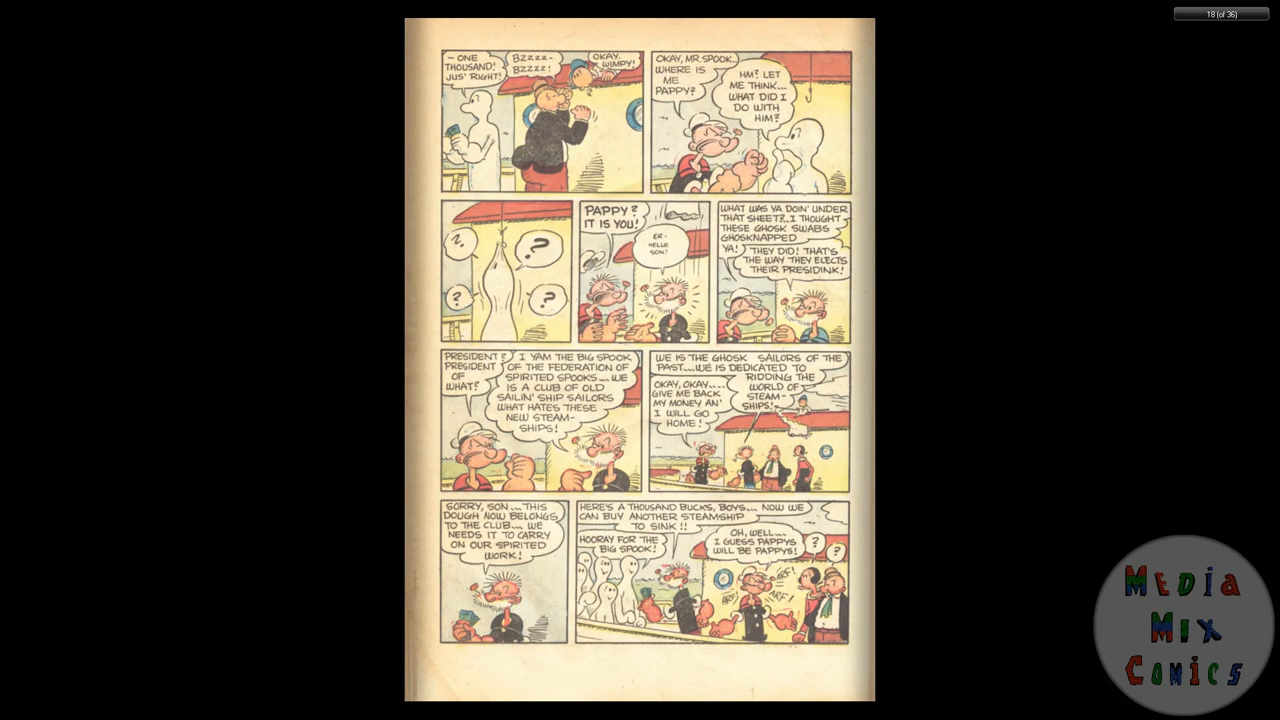 18 (of 36)
- ONE
THOUSAND!
JUS' RIGHT!
BZZZZ-
BZZZZ!
OKAY,
WIMPY!
OKAY, MR. SPOOK..
WHERE IS
ME
PAPPY?
HM? LET
ME THINK...
WHAT DID I
DO WITH
HIM?
?
?
?
?
PAPPY?
IT IS YOU!
ER-
HELLO,
SON!
WHAT WAS YA DOIN' UNDER
THAT SHEET?..I THOUGHT
THESE GHOSK SWABS
GHOSKNAPPED
YA!
THEY DID! THAT'S
THE WAY THEY ELECTS
THEIR PRESIDINK!
PRESIDENT?
PRESIDENT
OF
WHAT?
I YAM THE BIG SPOOK
OF THE FEDERATION OF
SPIRITED SPOOKS....WE
IS A CLUB OF OLD
SAILIN' SHIP SAILORS
WHAT HATES THESE
NEW STEAM-
SHIPS!
WE IS THE GHOSK SAILORS OF THE
PAST....WE IS DEDICATED TO
RIDDING THE
WORLD OF
STEAM-
SHIPS!
OKAY, OKAY....
GIVE ME BACK
MY MONEY AN'
I WILL GO
HOME!
SORRY, SON....THIS
DOUGH NOW BELONGS
TO THE CLUB.... WE
NEEDS IT TO CARRY
ON OUR SPIRITED
WORK!
HERE'S A THOUSAND BUCKS, BOYS.... NOW WE
CAN BUY ANOTHER STEAMSHIP
TO SINK!!
HOORAY FOR THE
BIG SPOOK!
OH, WELL....
I GUESS PAPPYS
WILL BE PAPPYS!
?
?
ARF!
ARF!
ARF!
MEDIA
MIX
COMICS